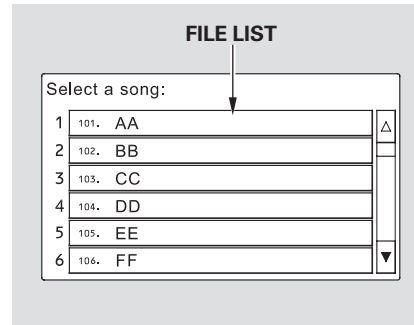 FILE LIST
Select a song:
1 101. AA
2 102. BB
3 103. CC
4 104. DD
5 105. EE
6 106. FF